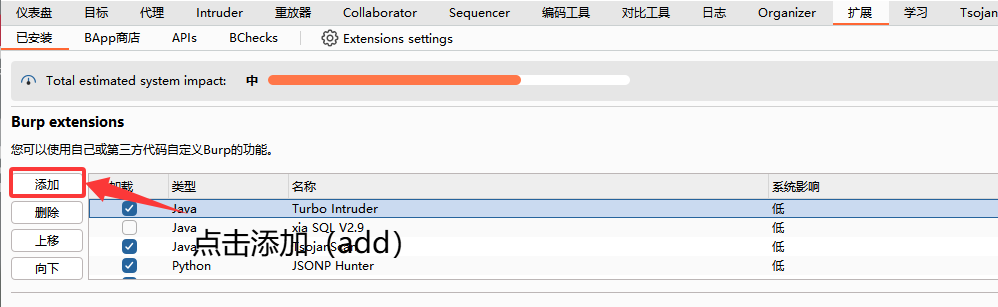 仪表盘 目标 代理 Intruder 重放器 Collaborator Sequencer 编码工具 对比工具 日志 Organizer 扩展 学习 Tsojan
已安装 BApp商店 APIs BChecks Extensions settings
Total estimated system impact: 中
Burp extensions
您可以使用自己或第三方代码自定义Burp的功能。
添加 加载 类型 名称 系统影响
删除 Java Turbo Intruder 低
Java xia SQL V2.9 低
上移 Java TsojanScan 低
点击添加（add）
向下 Python JSONP Hunter 低